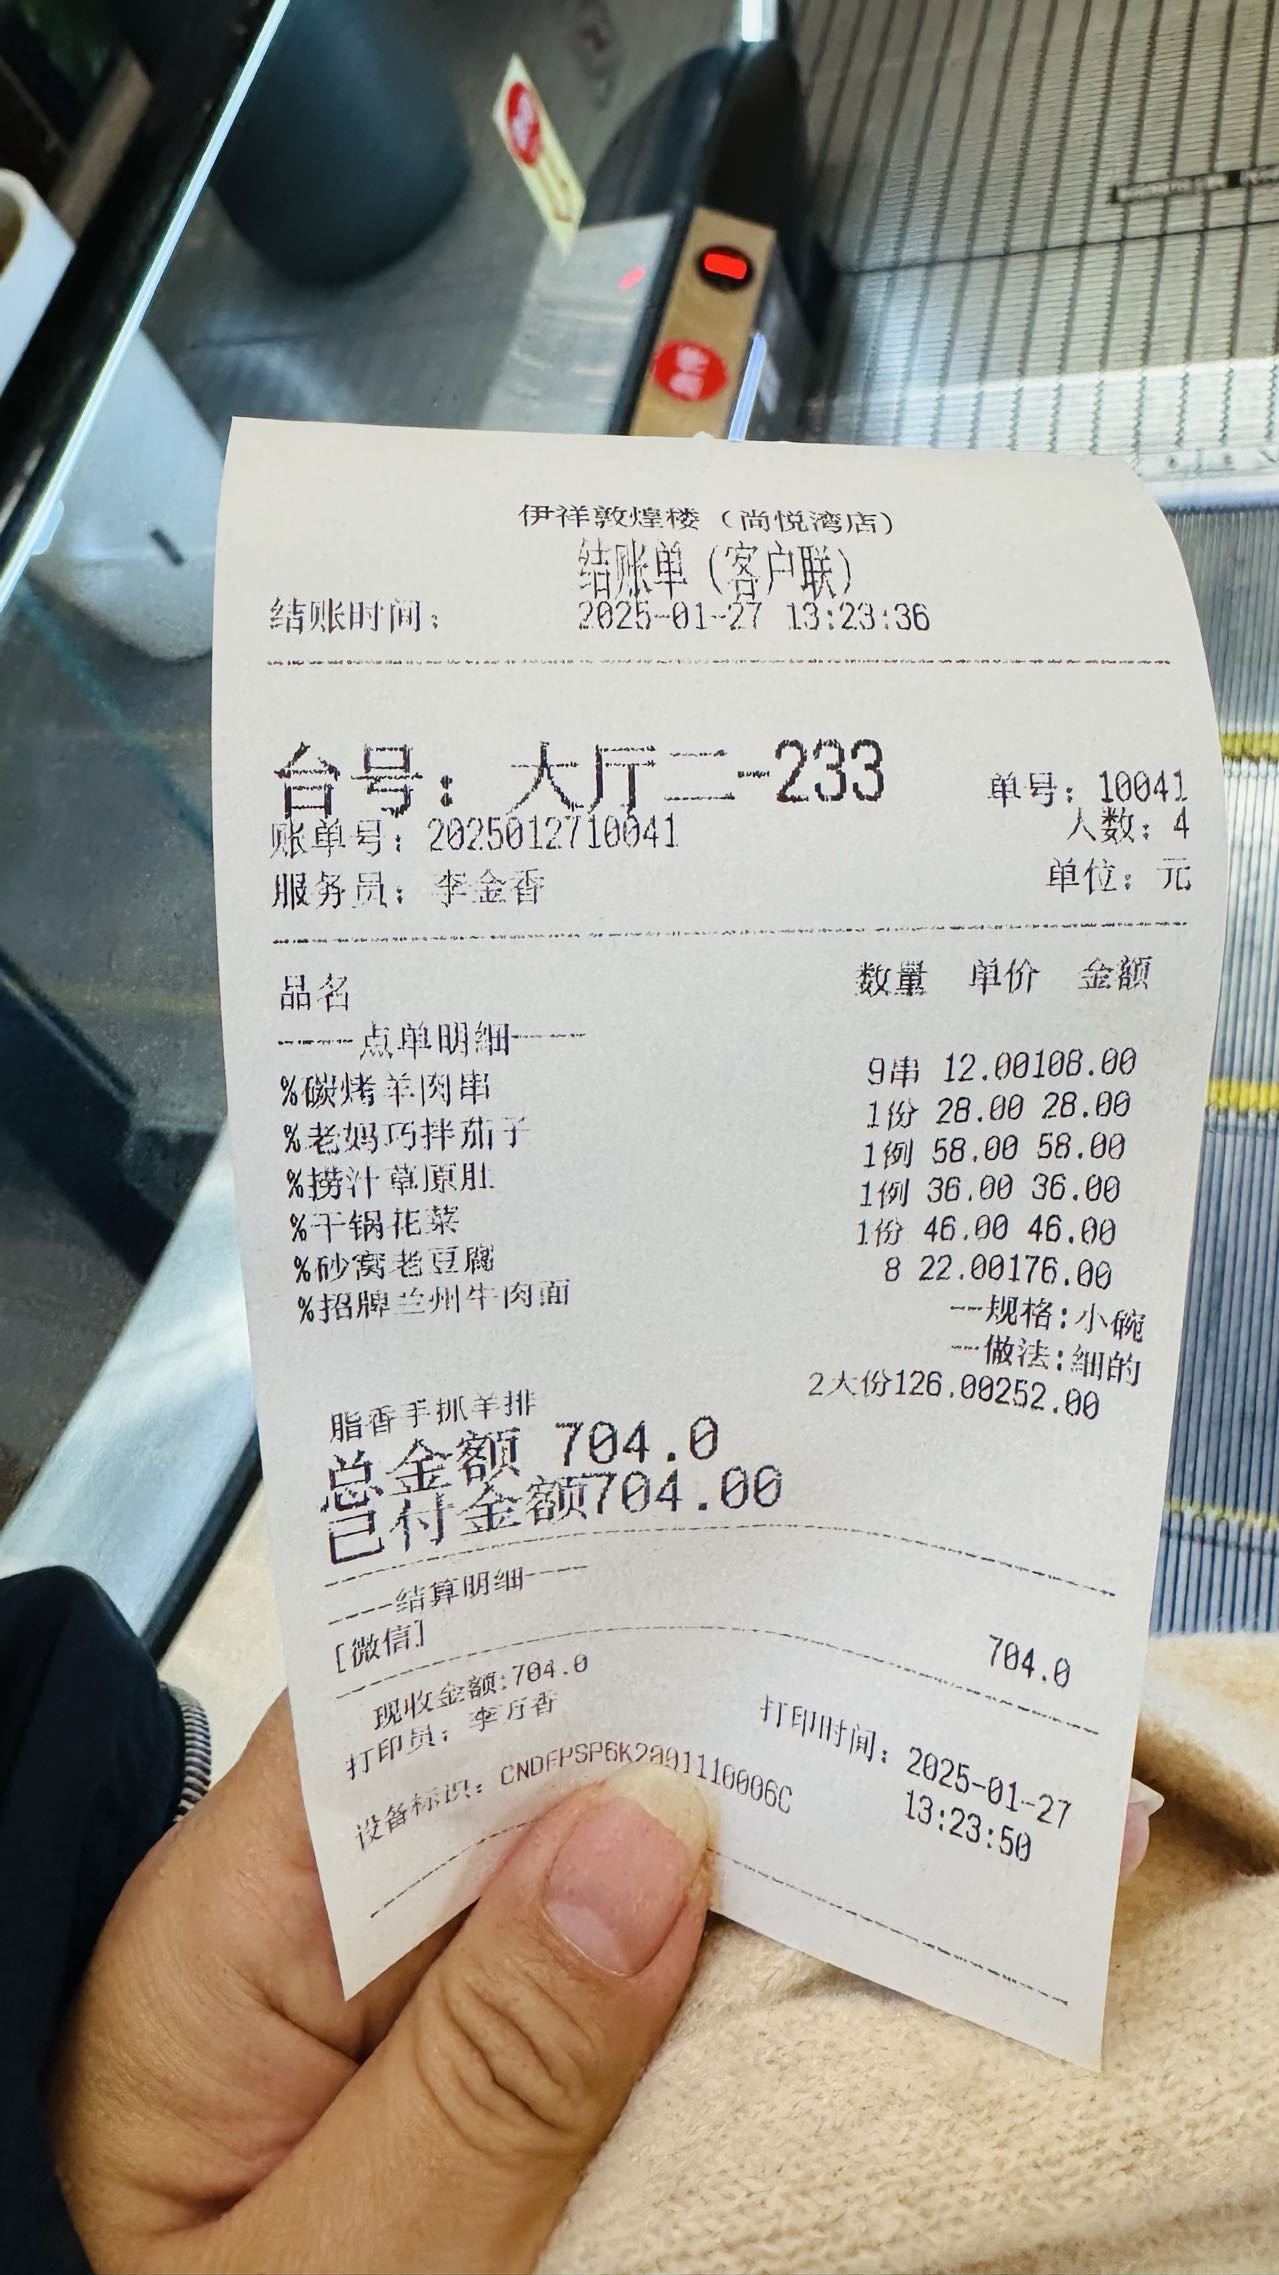 伊祥敦煌楼（尚悦湾店）
结账单（客户联）
结账时间： 2025-01-27 13:23:36
台号：大厅二-233 单号：10041
账单号：2025012710041 人数：4
服务员：李金香 单位：元
品名 数量 单价 金额
----点单明细----
%碳烤羊肉串 9串 12.00108.00
%老妈巧拌茄子 1份 28.00 28.00
%捞汁草原肚 1例 58.00 58.00
%干锅花菜 1例 36.00 36.00
%砂窝老豆腐 1份 46.00 46.00
%招牌兰州牛肉面 8 22.00176.00
—规格:小碗
—做法:细的
脂香手抓羊排 2大份126.00252.00
总金额 704.0
已付金额704.00
----结算明细----
[微信] 704.0
现收金额:704.0
打印员：李万香 打印时间：2025-01-27
13:23:50
设备标识：